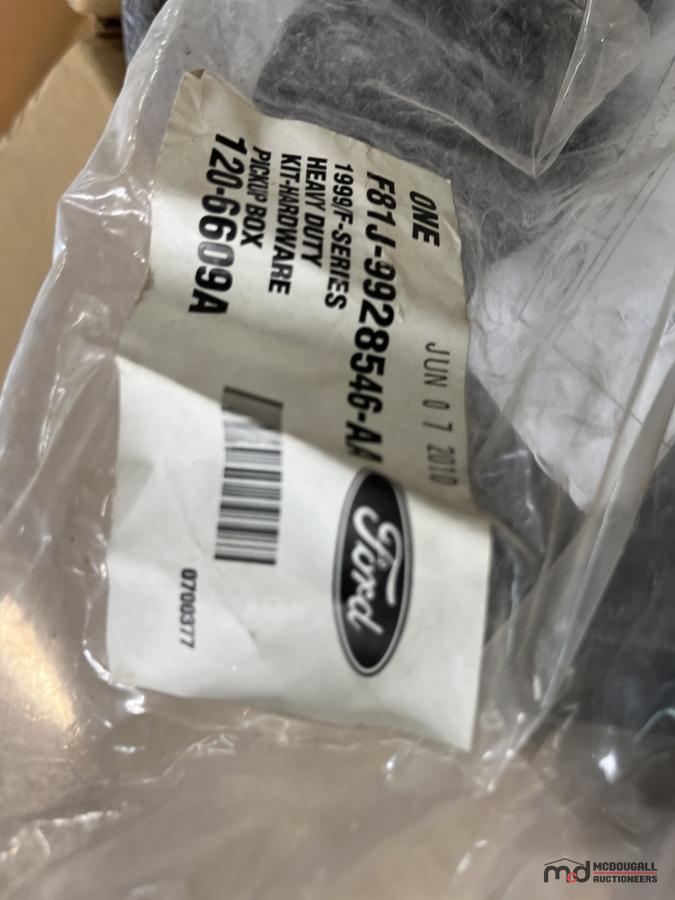 ONE
JUN 07 2010
F81J-9928546-AA
1999/F-SERIES
HEAVY DUTY
KIT-HARDWARE
PICKUP BOX
120-6609A
Ford
0700377
mcd MCDOUGALL
AUCTIONEERS